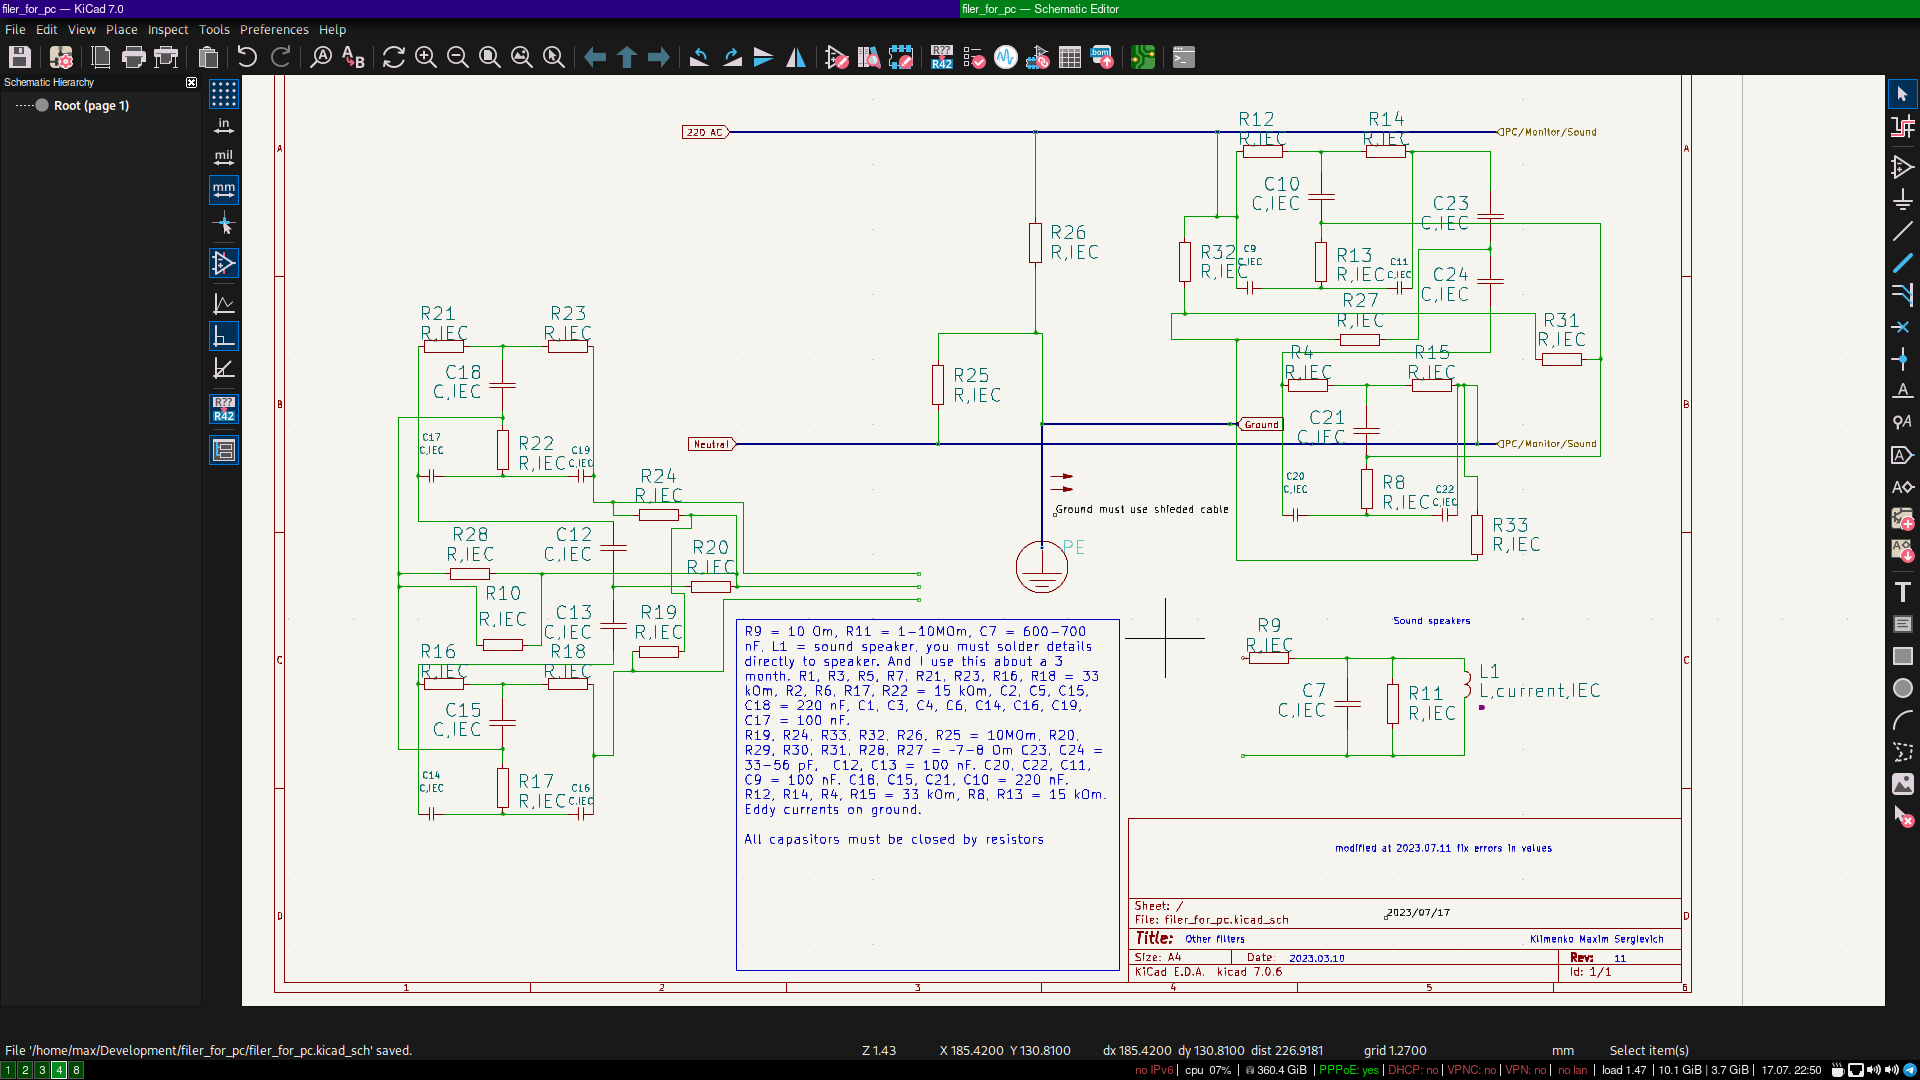 filer_for_pc — KiCad 7.0
filer_for_pc — Schematic Editor
File Edit View Place Inspect Tools Preferences Help
Schematic Hierarchy
Root (page 1)
in
mil
mm
R??
R42
R??
R42
bom
A
B
C
D
A
B
C
D
1
2
3
4
5
6
220 AC
PC/Monitor/Sound
Neutral
PC/Monitor/Sound
Ground
Ground must use shieded cable
PE
R12
R,IEC
R14
R,IEC
C10
C,IEC
C23
C,IEC
R26
R,IEC
R32
R,IEC
C9
C,IEC
R13
R,IEC
C11
C,IEC
C24
C,IEC
R27
R,IEC
R31
R,IEC
R4
R,IEC
R15
R,IEC
R25
R,IEC
C21
C,IEC
C20
C,IEC
R8
R,IEC
C22
C,IEC
R33
R,IEC
R21
R,IEC
R23
R,IEC
C18
C,IEC
C17
C,IEC
R22
R,IEC
C19
C,IEC
R24
R,IEC
R28
R,IEC
C12
C,IEC
R20
R,IEC
R10
R,IEC
C13
C,IEC
R19
R,IEC
R16
R,IEC
R18
R,IEC
C15
C,IEC
C14
C,IEC
R17
R,IEC
C16
C,IEC
Sound speakers
R9
R,IEC
C7
C,IEC
R11
R,IEC
L1
L,current,IEC
R9 = 10 Om, R11 = 1-10MOm, C7 = 600-700
nF, L1 = sound speaker, you must solder details
directly to speaker. And I use this about a 3
month. R1, R3, R5, R7, R21, R23, R16, R18 = 33
kOm, R2, R6, R17, R22 = 15 kOm, C2, C5, C15,
C18 = 220 nF, C1, C3, C4, C6, C14, C16, C19,
C17 = 100 nF.
R19, R24, R33, R32, R26, R25 = 10MOm, R20,
R29, R30, R31, R28, R27 = ~7-8 Om C23, C24 =
33-56 pF,  C12, C13 = 100 nF. C20, C22, C11,
C9 = 100 nF. C18, C15, C21, C10 = 220 nF.
R12, R14, R4, R15 = 33 kOm, R8, R13 = 15 kOm.
Eddy currents on ground.
All capasitors must be closed by resistors
modified at 2023.07.11 fix errors in values
Sheet: /
File: filer_for_pc.kicad_sch
2023/07/17
Title: Other filters
Klimenko Maxim Sergievich
Size: A4
Date: 2023.03.10
Rev: 11
KiCad E.D.A. kicad 7.0.6
Id: 1/1
File '/home/max/Development/filer_for_pc/filer_for_pc.kicad_sch' saved.
Z 1.43
X 185.4200 Y 130.8100
dx 185.4200 dy 130.8100 dist 226.9181
grid 1.2700
mm
Select item(s)
1 2 3 4 8
no IPv6 | cpu 07% | 360.4 GiB | PPPoE: yes | DHCP: no | VPNC: no | VPN: no | no lan | load 1.47 | 10.1 GiB | 3.7 GiB | 17.07. 22:50